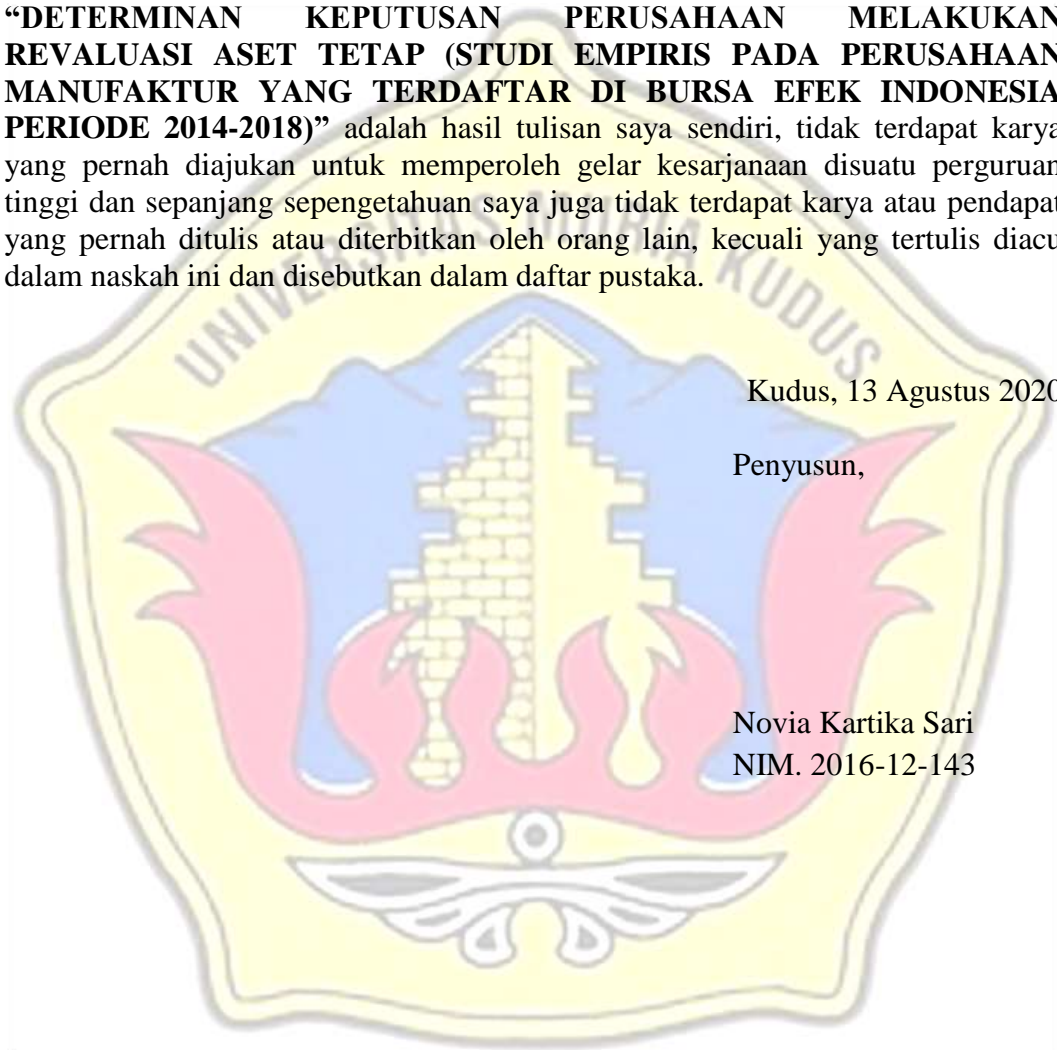 “DETERMINAN KEPUTUSAN PERUSAHAAN MELAKUKAN
REVALUASI ASET TETAP (STUDI EMPIRIS PADA PERUSAHAAN
MANUFAKTUR YANG TERDAFTAR DI BURSA EFEK INDONESIA
PERIODE 2014-2018)” adalah hasil tulisan saya sendiri, tidak terdapat karya
yang pernah diajukan untuk memperoleh gelar kesarjanaan disuatu perguruan
tinggi dan sepanjang sepengetahuan saya juga tidak terdapat karya atau pendapat
yang pernah ditulis atau diterbitkan oleh orang lain, kecuali yang tertulis diacu
dalam naskah ini dan disebutkan dalam daftar pustaka.
UNIVERSITAS MURIA KUDUS
Kudus, 13 Agustus 2020
Penyusun,
Novia Kartika Sari
NIM. 2016-12-143